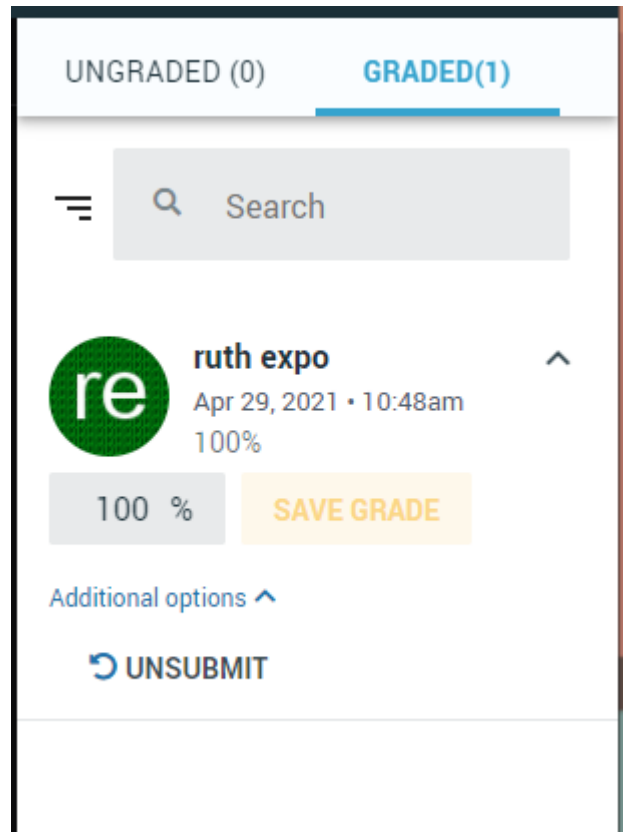 UNGRADED (0) GRADED(1)
Search
re
ruth expo
Apr 29, 2021 • 10:48am
100%
100 % SAVE GRADE
Additional options
UNSUBMIT